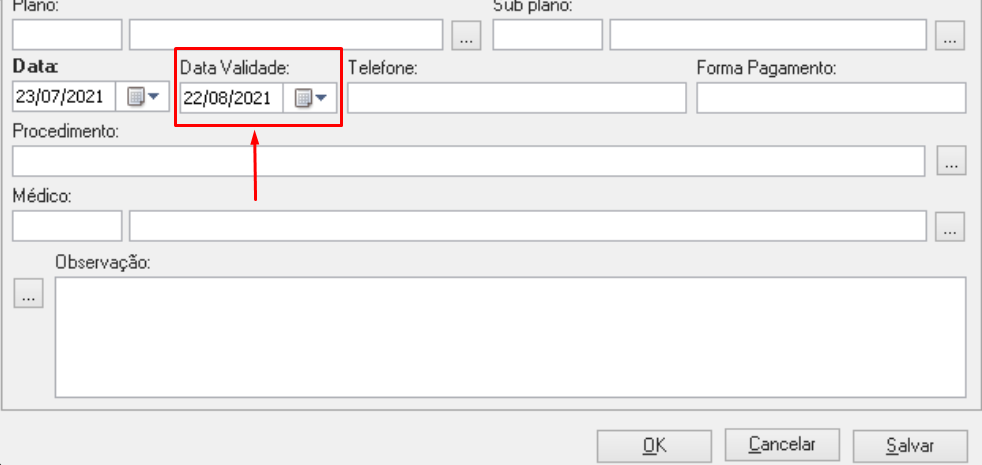 Plano: Sub plano:
... ...
Data: Data Validade: Telefone: Forma Pagamento:
23/07/2021 22/08/2021
Procedimento:
...
Médico:
...
Observação:
...
OK Cancelar Salvar